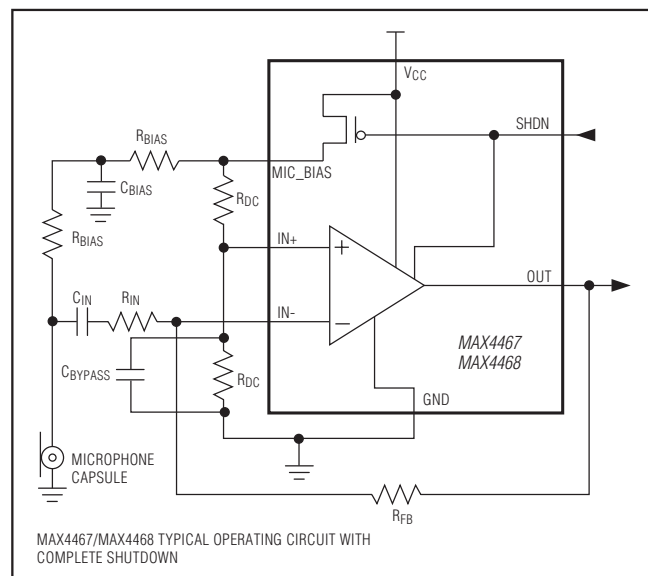 VCC
SHDN
RBIAS
MIC_BIAS
CBIAS
RDC
RBIAS
IN+
+
OUT
CIN
RIN
IN-
−
MAX4467
MAX4468
CBYPASS
RDC
GND
MICROPHONE
CAPSULE
RFB
MAX4467/MAX4468 TYPICAL OPERATING CIRCUIT WITH
COMPLETE SHUTDOWN